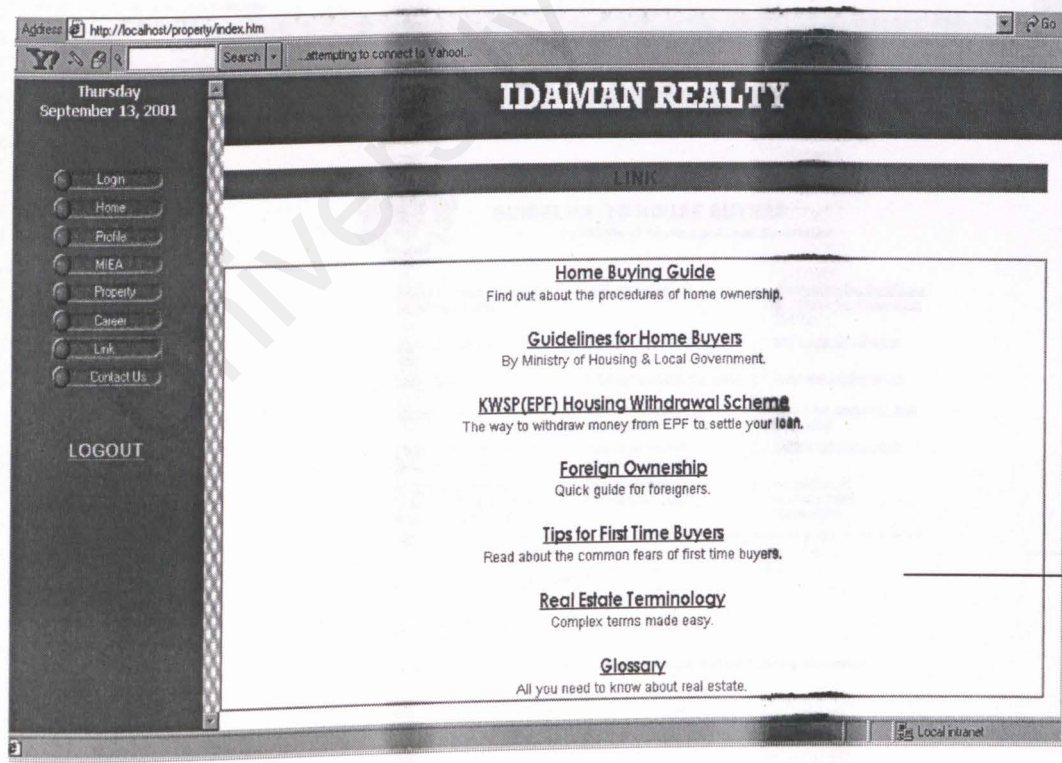 Address http://localhost/property/index.htm Go
Y7 Search ...attempting to connect to Yahoo!...
Thursday
September 13, 2001
Login
Home
Profile
MIEA
Property
Career
Link
Contact Us
LOGOUT
IDAMAN REALTY
LINK
Home Buying Guide
Find out about the procedures of home ownership.
Guidelines for Home Buyers
By Ministry of Housing & Local Government.
KWSP(EPF) Housing Withdrawal Scheme
The way to withdraw money from EPF to settle your loan.
Foreign Ownership
Quick guide for foreigners.
Tips for First Time Buyers
Read about the common fears of first time buyers.
Real Estate Terminology
Complex terms made easy.
Glossary
All you need to know about real estate.
Local intranet